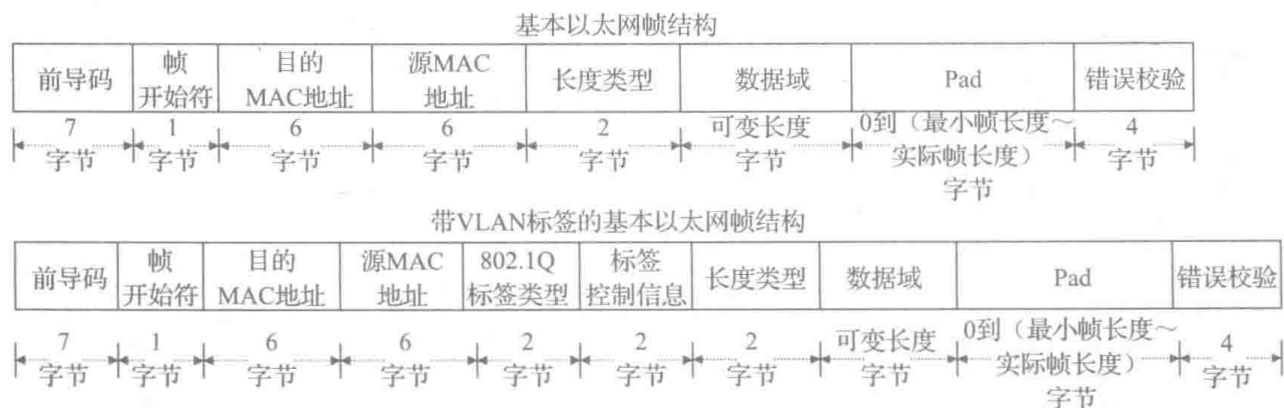 基本以太网帧结构
前导码 帧 目的 源MAC 长度类型 数据域 Pad 错误校验
开始符 MAC地址 地址
7 1 6 6 2 可变长度 0到(最小帧长度~ 4
字节 字节 字节 字节 字节 字节 实际帧长度) 字节
字节
带VLAN标签的基本以太网帧结构
前导码 帧 目的 源MAC 802.1Q 标签 长度类型 数据域 Pad 错误校验
开始符 MAC地址 地址 标签类型 控制信息
7 1 6 6 2 2 2 可变长度 0到(最小帧长度~ 4
字节 字节 字节 字节 字节 字节 字节 字节 实际帧长度) 字节
字节